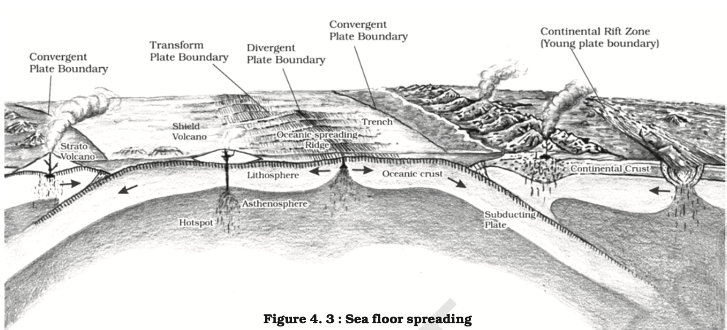 Convergent
Plate Boundary
Transform
Plate Boundary
Divergent
Plate Boundary
Convergent
Plate Boundary
Continental Rift Zone
(Young plate boundary)
Trench
Shield
Volcano
Oceanic spreading
Ridge
Strato
Volcano
Lithosphere
Oceanic crust
Continental Crust
Asthenosphere
Hotspot
Subducting
Plate
Figure 4. 3 : Sea floor spreading